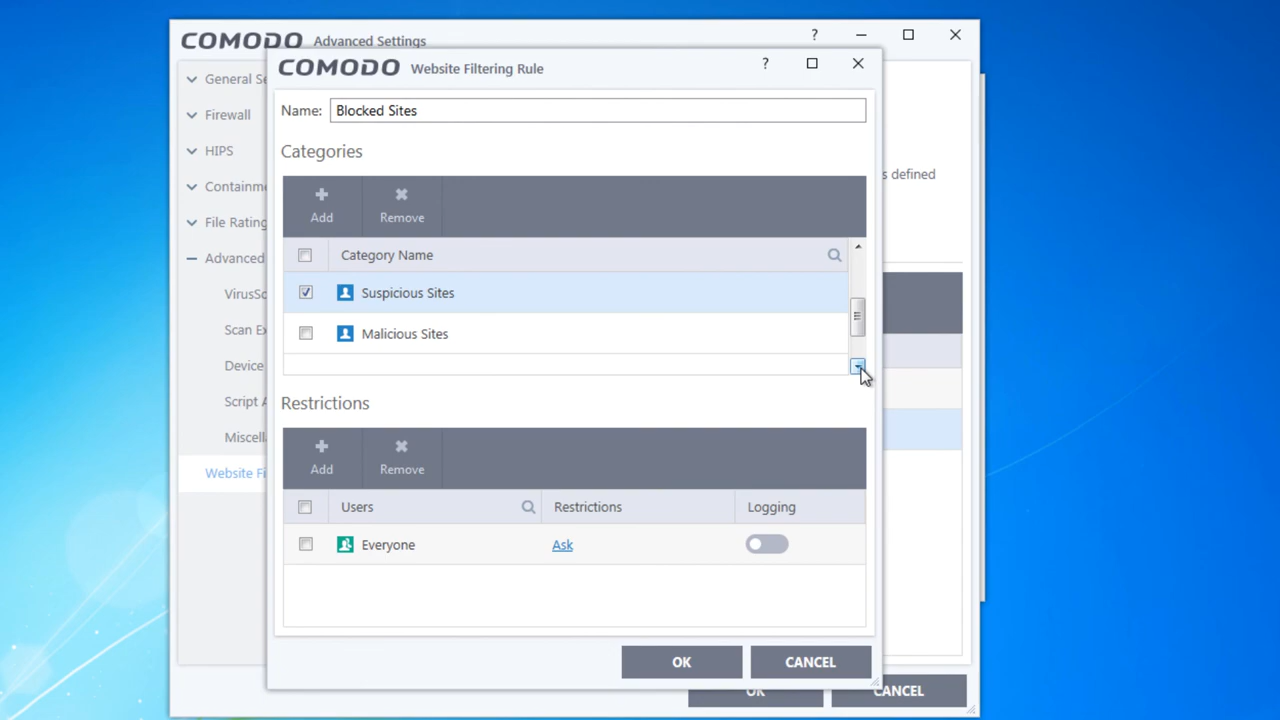 COMODO Advanced Settings ?
COMODO Website Filtering Rule ?
General Se
Firewall
HIPS
Containme
File Rating
Advanced
VirusSc
Scan Ex
Device
Script A
Miscella
Website Fi
s defined
Name: Blocked Sites
Categories
Add Remove
Category Name
Suspicious Sites
Malicious Sites
Restrictions
Add Remove
Users Restrictions Logging
Everyone Ask
OK CANCEL
OK CANCEL